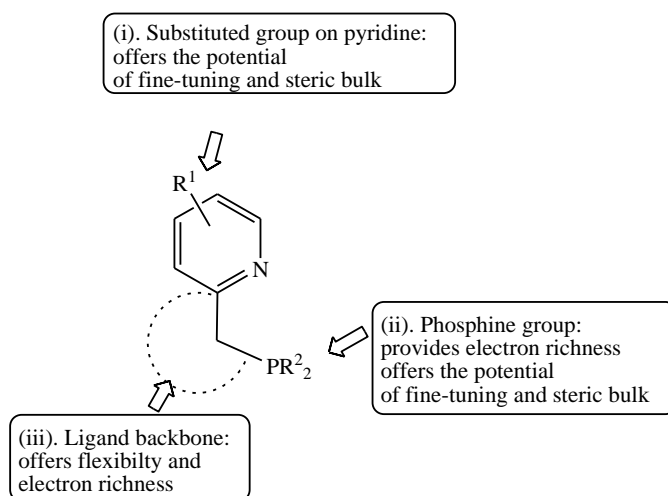 (i). Substituted group on pyridine:
offers the potential
of fine-tuning and steric bulk
R¹
N
PR²₂
(ii). Phosphine group:
provides electron richness
offers the potential
of fine-tuning and steric bulk
(iii). Ligand backbone:
offers flexibilty and
electron richness